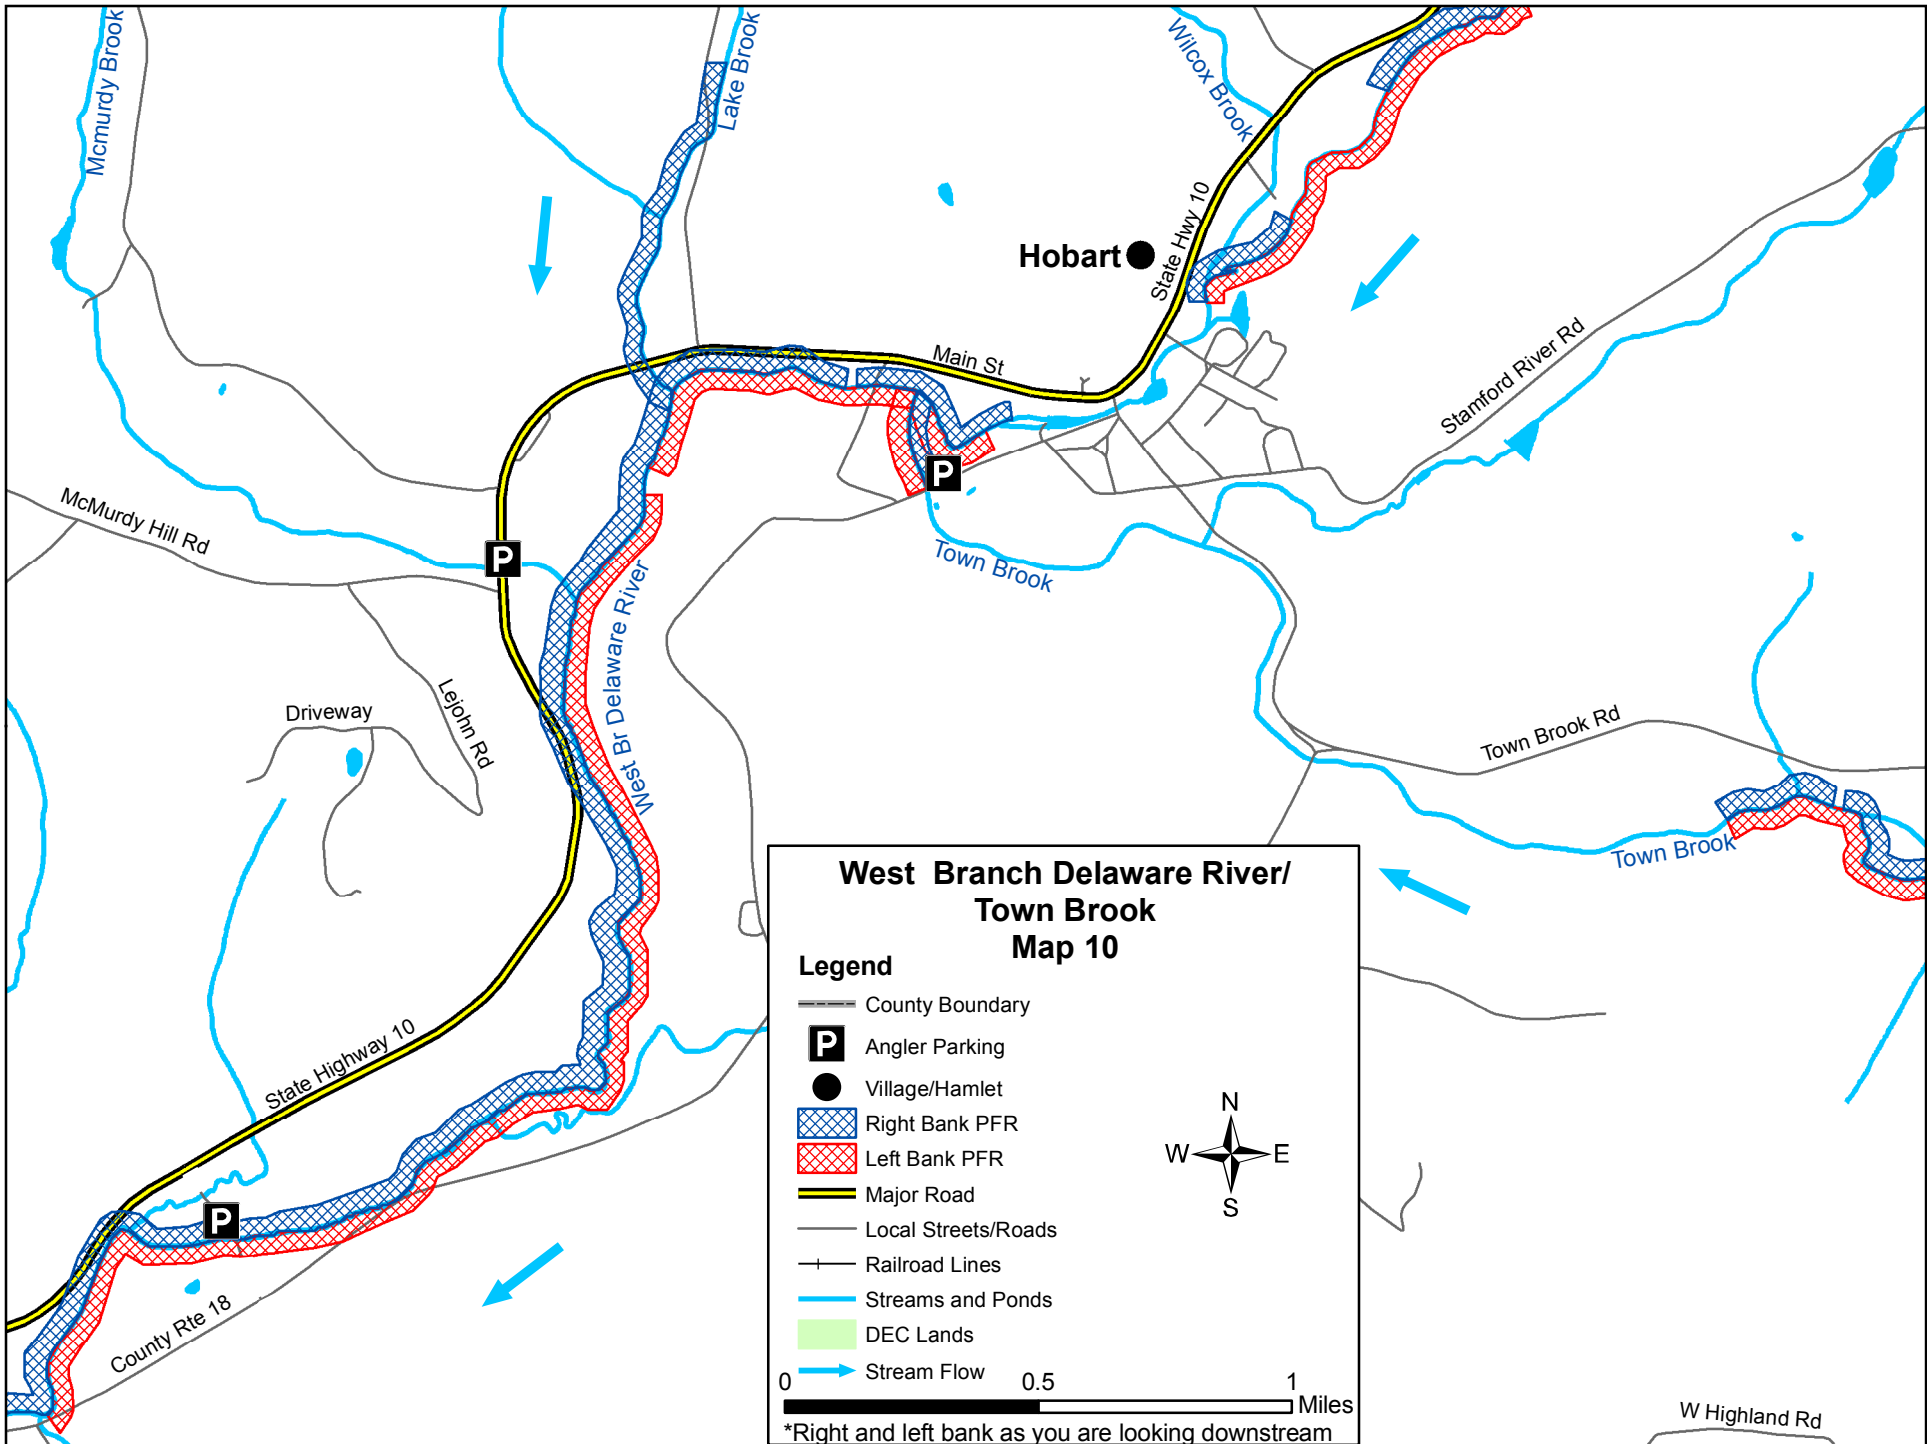 Mcmurdy Brook
Lake Brook
Wilcox Brook
Hobart
State Hwy 10
Main St
Stamford River Rd
McMurdy Hill Rd
P
P
Town Brook
West Br Delaware River
Lejohn Rd
Driveway
Town Brook Rd
Town Brook
State Highway 10
P
County Rte 18
West Branch Delaware River/
Town Brook
Map 10
Legend
County Boundary
P Angler Parking
Village/Hamlet
Right Bank PFR
Left Bank PFR
Major Road
Local Streets/Roads
Railroad Lines
Streams and Ponds
DEC Lands
Stream Flow
N
W E
S
0 0.5 1
Miles
*Right and left bank as you are looking downstream
W Highland Rd